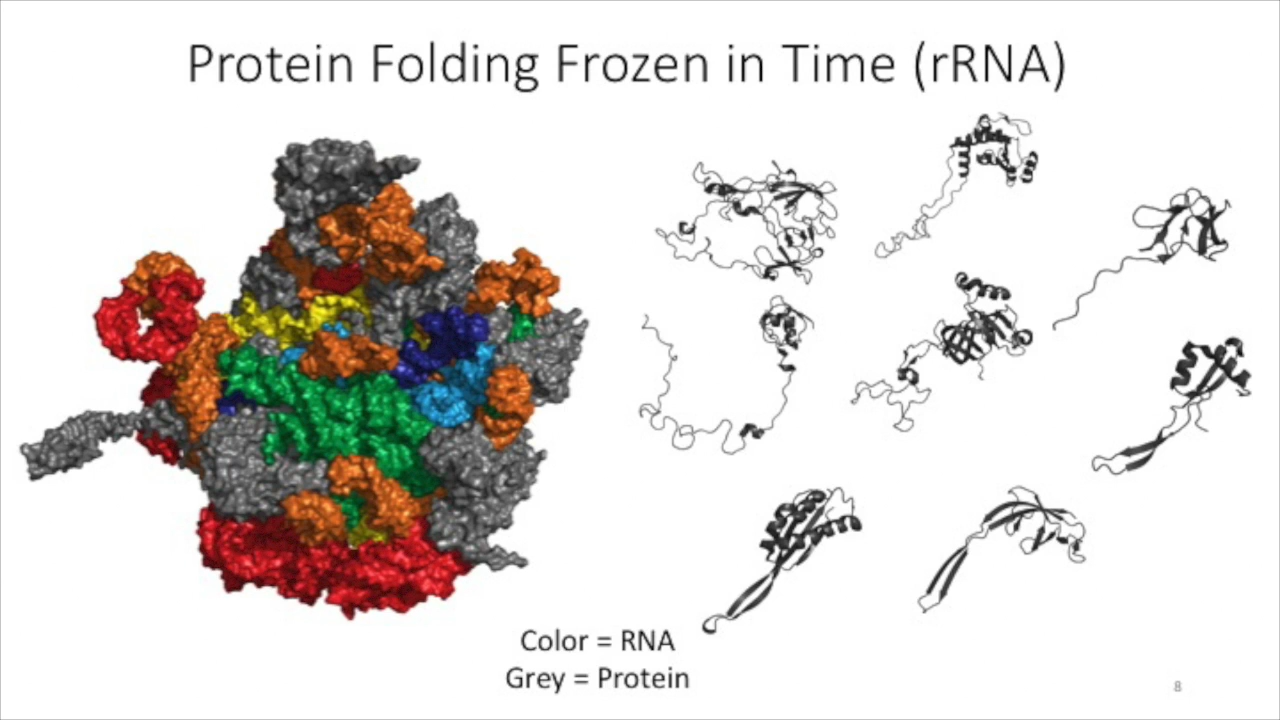 Protein Folding Frozen in Time (rRNA)
Color = RNA
Grey = Protein
8